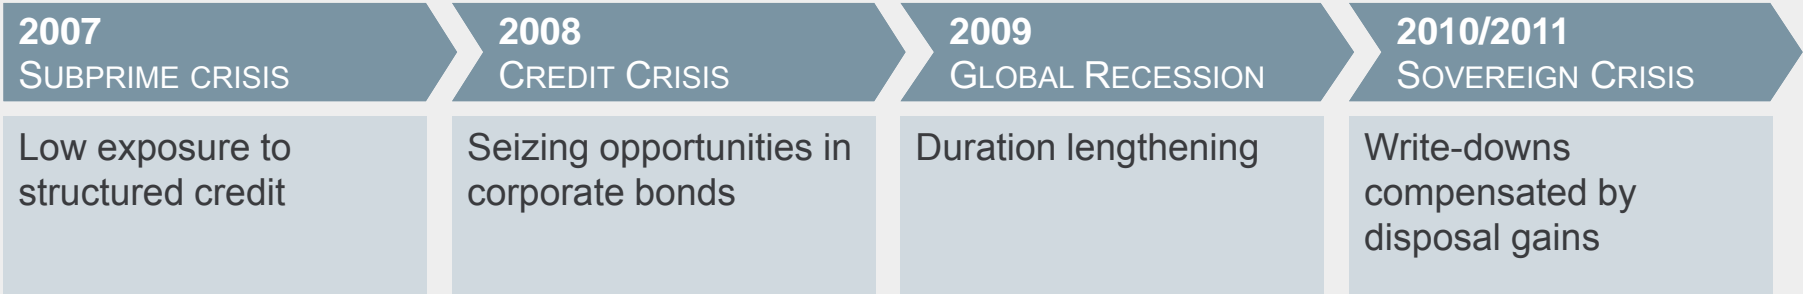 2007
SUBPRIME CRISIS
Low exposure to
structured credit
2008
CREDIT CRISIS
Seizing opportunities in
corporate bonds
2009
GLOBAL RECESSION
Duration lengthening
2010/2011
SOVEREIGN CRISIS
Write-downs
compensated by
disposal gains